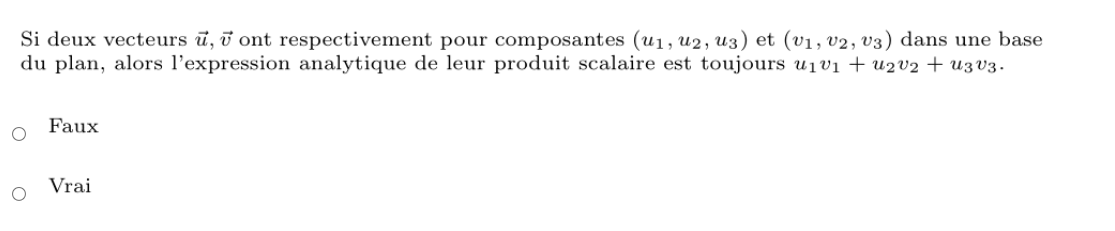 Si deux vecteurs u⃗, v⃗ ont respectivement pour composantes (u₁, u₂, u₃) et (v₁, v₂, v₃) dans une base
du plan, alors l'expression analytique de leur produit scalaire est toujours u₁v₁ + u₂v₂ + u₃v₃.
Faux
Vrai